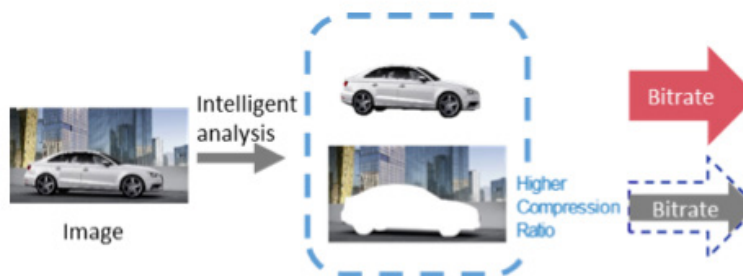 Intelligent
analysis
Image
Higher
Compression
Ratio
Bitrate
Bitrate